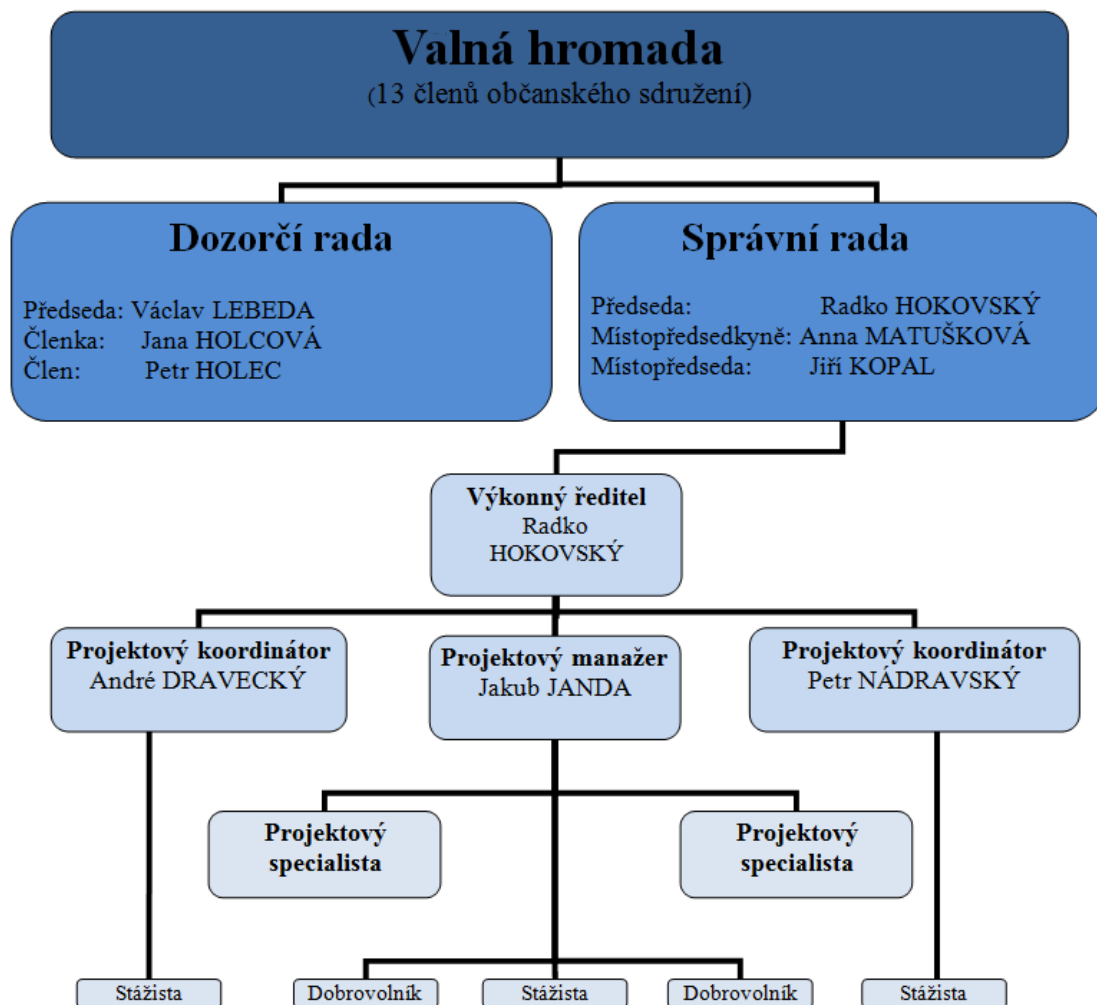 Valná hromada
(13 členů občanského sdružení)
Dozorčí rada
Předseda: Václav LEBEDA
Členka: Jana HOLCOVÁ
Člen: Petr HOLEC
Správní rada
Předseda: Radko HOKOVSKÝ
Místopředsedkyně: Anna MATUŠKOVÁ
Místopředseda: Jiří KOPAL
Výkonný ředitel
Radko
HOKOVSKÝ
Projektový koordinátor
André DRAVECKÝ
Projektový manažer
Jakub JANDA
Projektový koordinátor
Petr NÁDRAVSKÝ
Projektový
specialista
Projektový
specialista
Stážista
Dobrovolník
Stážista
Dobrovolník
Stážista